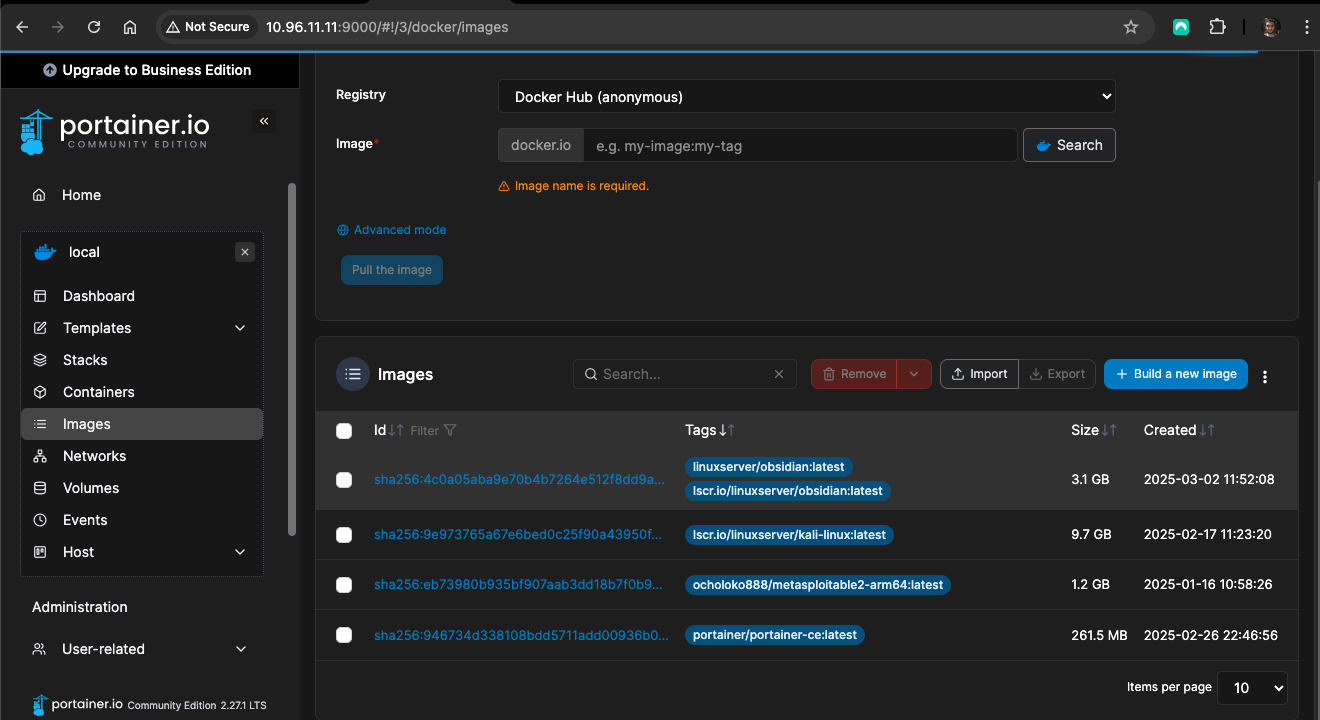 Not Secure 10.96.11.11:9000/#!/3/docker/images
Upgrade to Business Edition
portainer.io
COMMUNITY EDITION
Home
local
Dashboard
Templates
Stacks
Containers
Images
Networks
Volumes
Events
Host
Administration
User-related
portainer.io Community Edition 2.27.1 LTS
Registry
Docker Hub (anonymous)
Image*
docker.io
e.g. my-image:my-tag
Search
Image name is required.
Advanced mode
Pull the image
Images
Search...
Remove
Import
Export
Build a new image
Id Filter Tags Size Created
sha256:4c0a05aba9e70b4b7264e512f8dd9a... linuxserver/obsidian:latest 3.1 GB 2025-03-02 11:52:08
lscr.io/linuxserver/obsidian:latest
sha256:9e973765a67e6bed0c25f90a43950f... lscr.io/linuxserver/kali-linux:latest 9.7 GB 2025-02-17 11:23:20
sha256:eb73980b935bf907aab3dd18b7f0b9... ocholoko888/metasploitable2-arm64:latest 1.2 GB 2025-01-16 10:58:26
sha256:946734d338108bdd5711add00936b0... portainer/portainer-ce:latest 261.5 MB 2025-02-26 22:46:56
Items per page 10